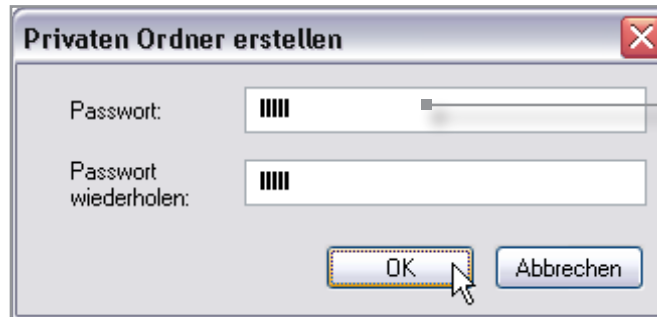 Privaten Ordner erstellen
Passwort:
Passwort
wiederholen:
OK
Abbrechen